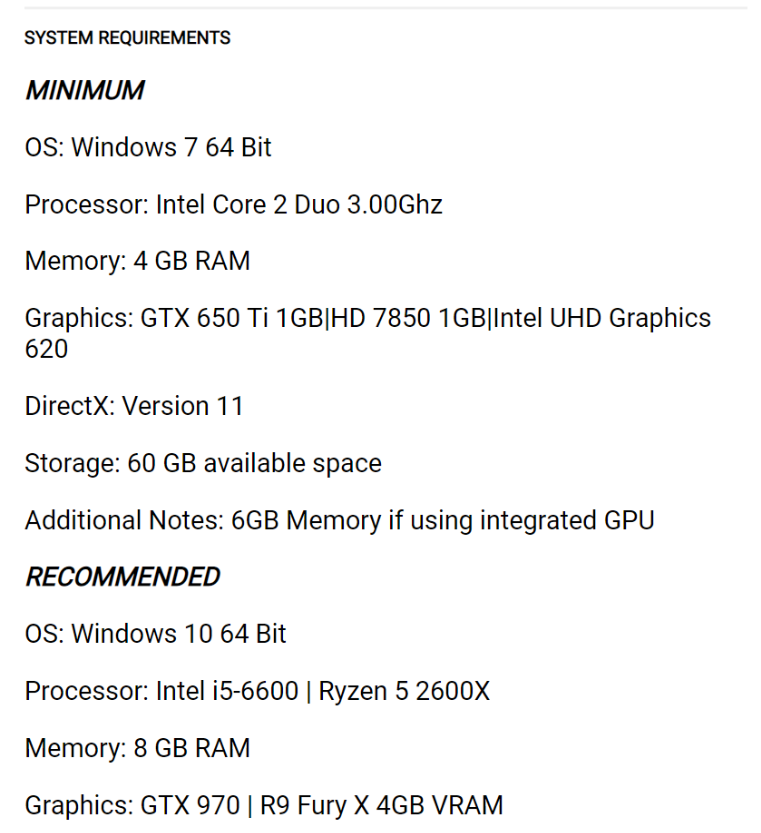 SYSTEM REQUIREMENTS
MINIMUM
OS: Windows 7 64 Bit
Processor: Intel Core 2 Duo 3.00Ghz
Memory: 4 GB RAM
Graphics: GTX 650 Ti 1GB|HD 7850 1GB|Intel UHD Graphics
620
DirectX: Version 11
Storage: 60 GB available space
Additional Notes: 6GB Memory if using integrated GPU
RECOMMENDED
OS: Windows 10 64 Bit
Processor: Intel i5-6600 | Ryzen 5 2600X
Memory: 8 GB RAM
Graphics: GTX 970 | R9 Fury X 4GB VRAM